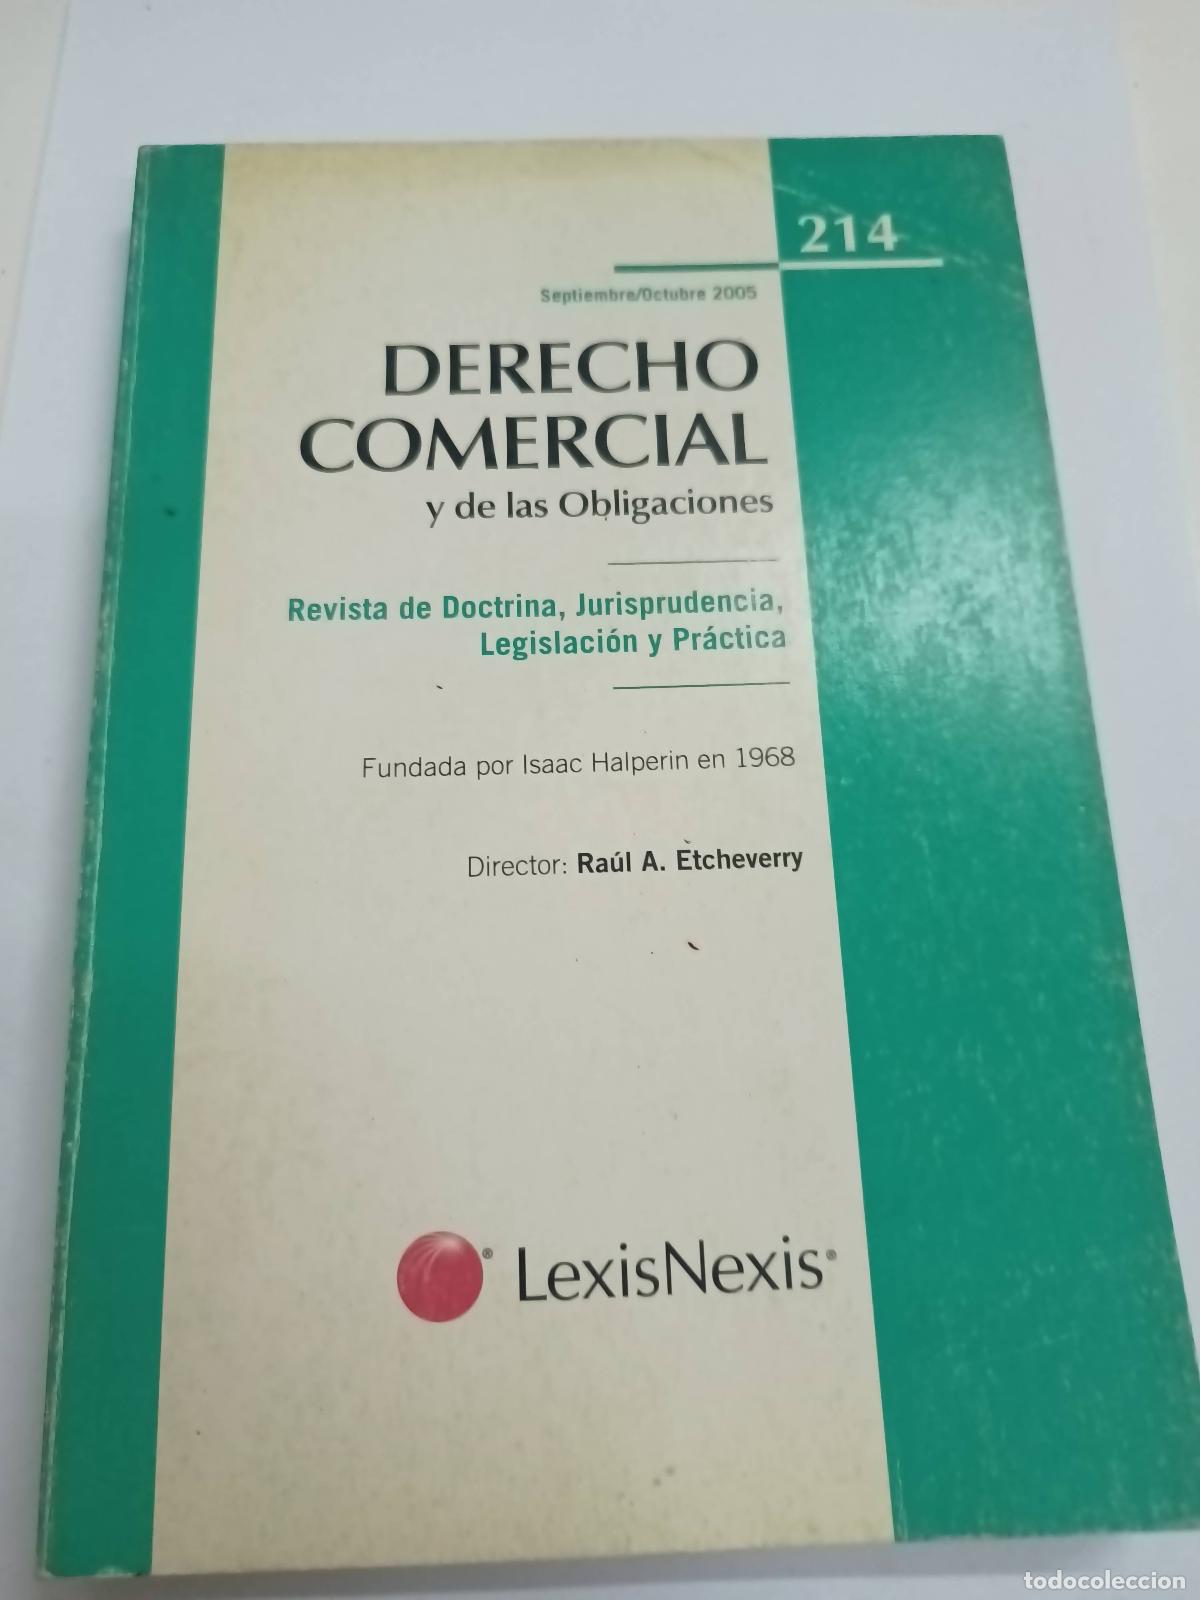 214
Septiembre/Octubre 2005
DERECHO
COMERCIAL
y de las Obligaciones
Revista de Doctrina, Jurisprudencia,
Legislación y Práctica
Fundada por Isaac Halperin en 1968
Director: Raúl A. Etcheverry
® LexisNexis®
todocoleccion